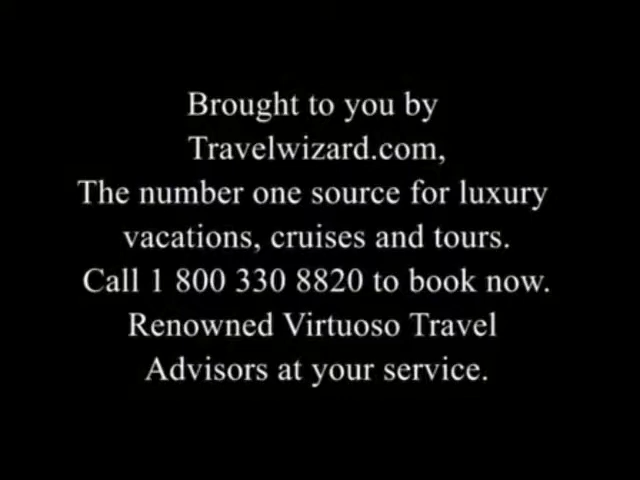 Brought to you by
Travelwizard.com,
The number one source for luxury
vacations, cruises and tours.
Call 1 800 330 8820 to book now.
Renowned Virtuoso Travel
Advisors at your service.